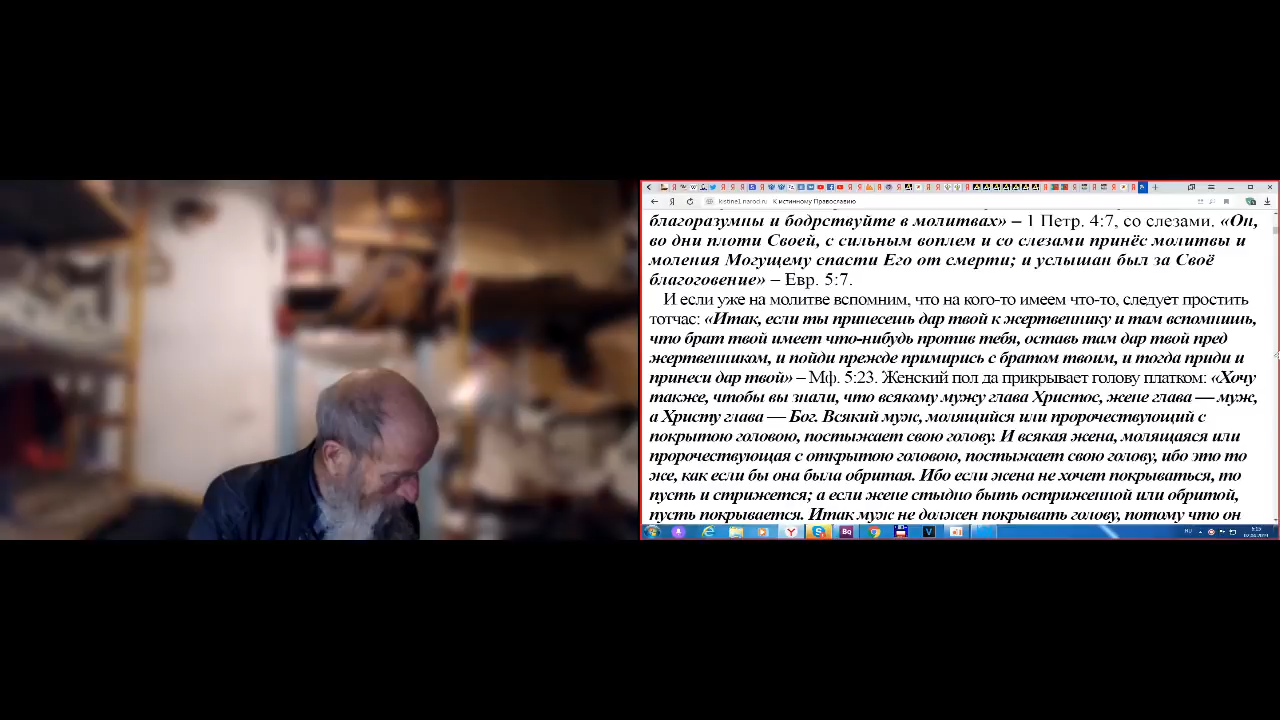 kistine1.narod.ru К истинному Православию
благоразумны и бодрствуйте в молитвах» – 1 Петр. 4:7, со слезами. «Он,
во дни плоти Своей, с сильным воплем и со слезами принёс молитвы и
моления Могущему спасти Его от смерти; и услышан был за Своё
благоговение» – Евр. 5:7.
И если уже на молитве вспомним, что на кого-то имеем что-то, следует простить
тотчас: «Итак, если ты принесешь дар твой к жертвеннику и там вспомнишь,
что брат твой имеет что-нибудь против тебя, оставь там дар твой пред
жертвенником, и пойди прежде примирись с братом твоим, и тогда приди и
принеси дар твой» – Мф. 5:23. Женский пол да прикрывает голову платком: «Хочу
также, чтобы вы знали, что всякому мужу глава Христос, жене глава — муж,
а Христу глава — Бог. Всякий муж, молящийся или пророчествующий с
покрытою головою, постыжает свою голову. И всякая жена, молящаяся или
пророчествующая с открытою головою, постыжает свою голову, ибо это то
же, как если бы она была обритая. Ибо если жена не хочет покрываться, то
пусть и стрижется; а если жене стыдно быть остриженной или обритой,
пусть покрывается. Итак муж не должен покрывать голову, потому что он